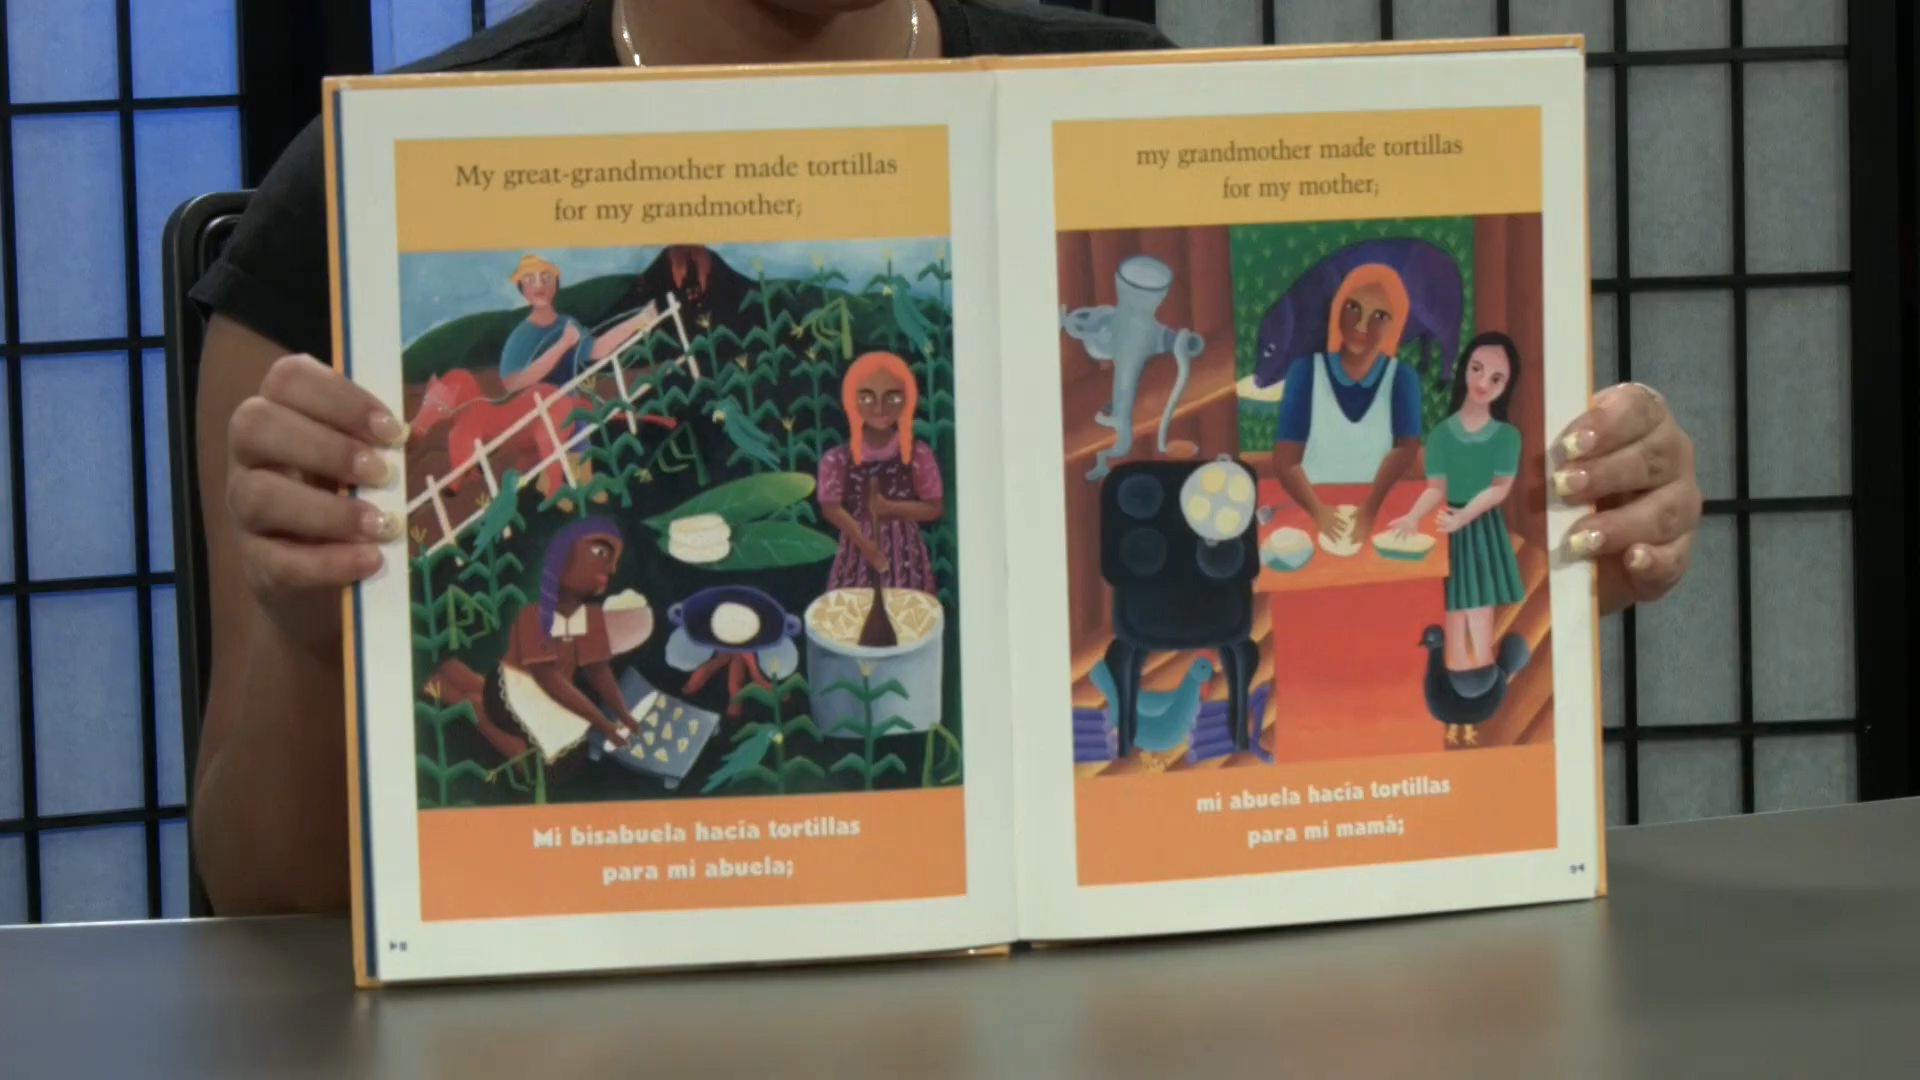 My great-grandmother made tortillas
for my grandmother;
Mi bisabuela hacía tortillas
para mi abuela;
my grandmother made tortillas
for my mother;
mi abuela hacía tortillas
para mi mamá;